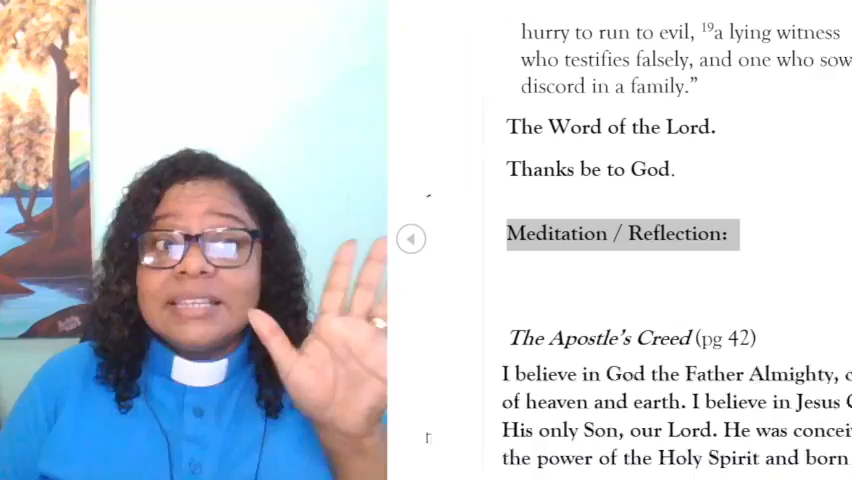 hurry to run to evil, ¹⁹a lying witness
who testifies falsely, and one who sow
discord in a family.”
The Word of the Lord.
Thanks be to God.
Meditation / Reflection:
The Apostle's Creed (pg 42)
I believe in God the Father Almighty,
of heaven and earth. I believe in Jesus
His only Son, our Lord. He was concei
the power of the Holy Spirit and born